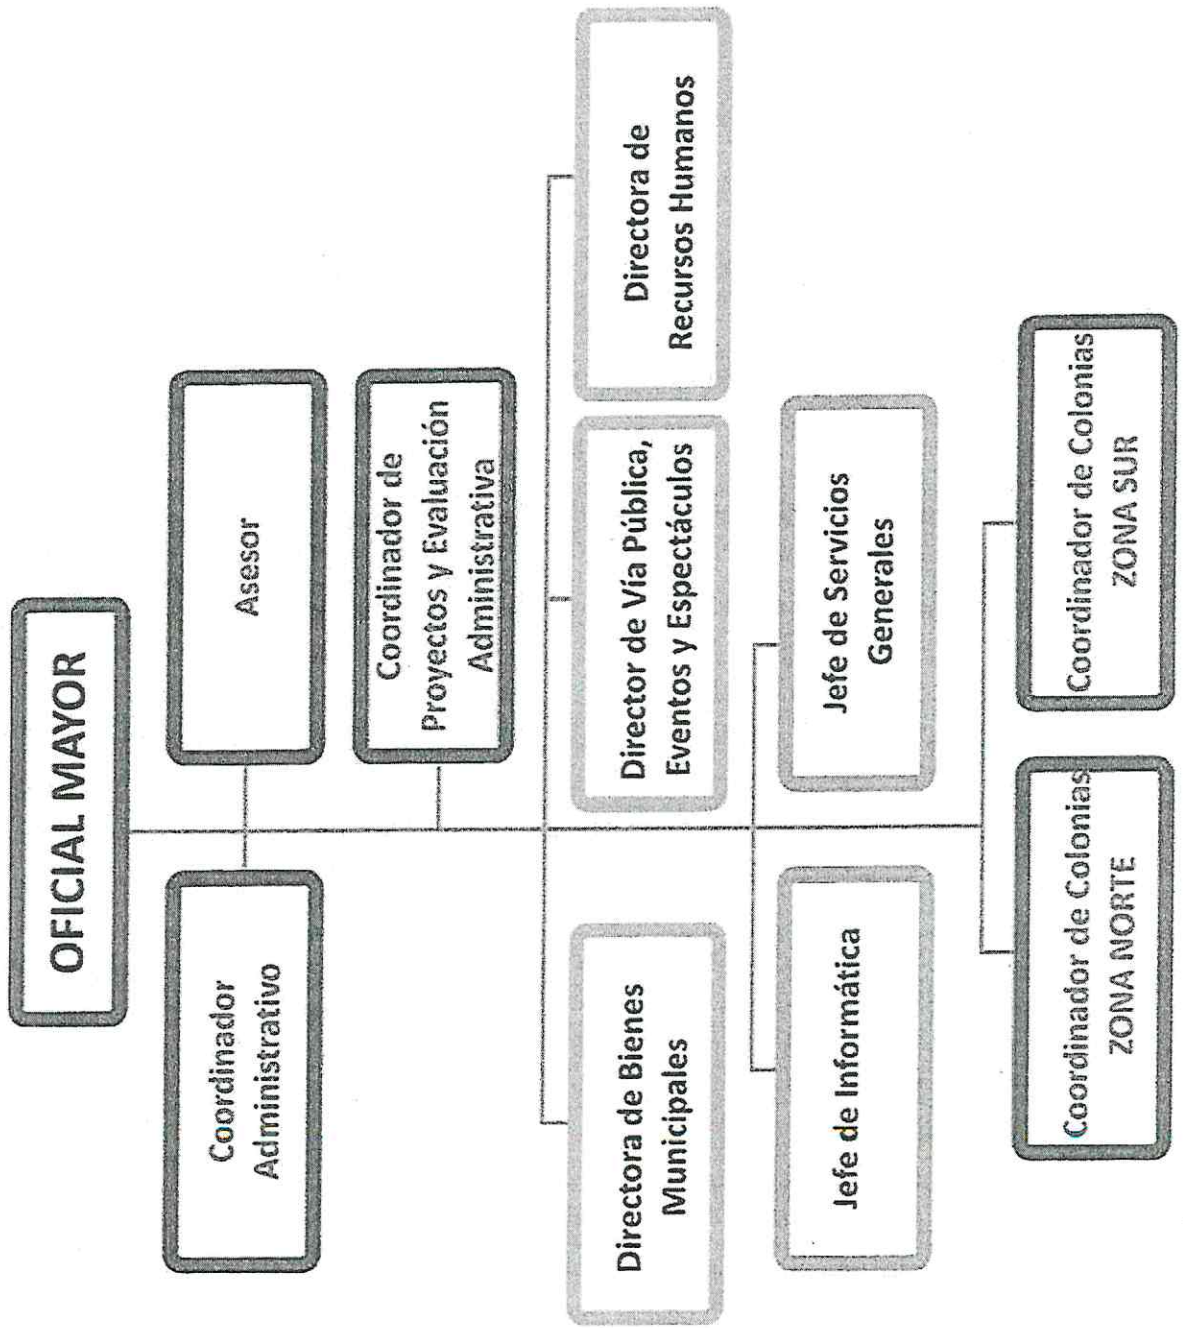 OFICIAL MAYOR
Coordinador
Administrativo
Asesor
Coordinador de
Proyectos y Evaluación
Administrativa
Directora de Bienes
Municipales
Director de Vía Pública,
Eventos y Espectáculos
Directora de
Recursos Humanos
Jefe de Informática
Jefe de Servicios
Generales
Coordinador de Colonias
ZONA NORTE
Coordinador de Colonias
ZONA SUR